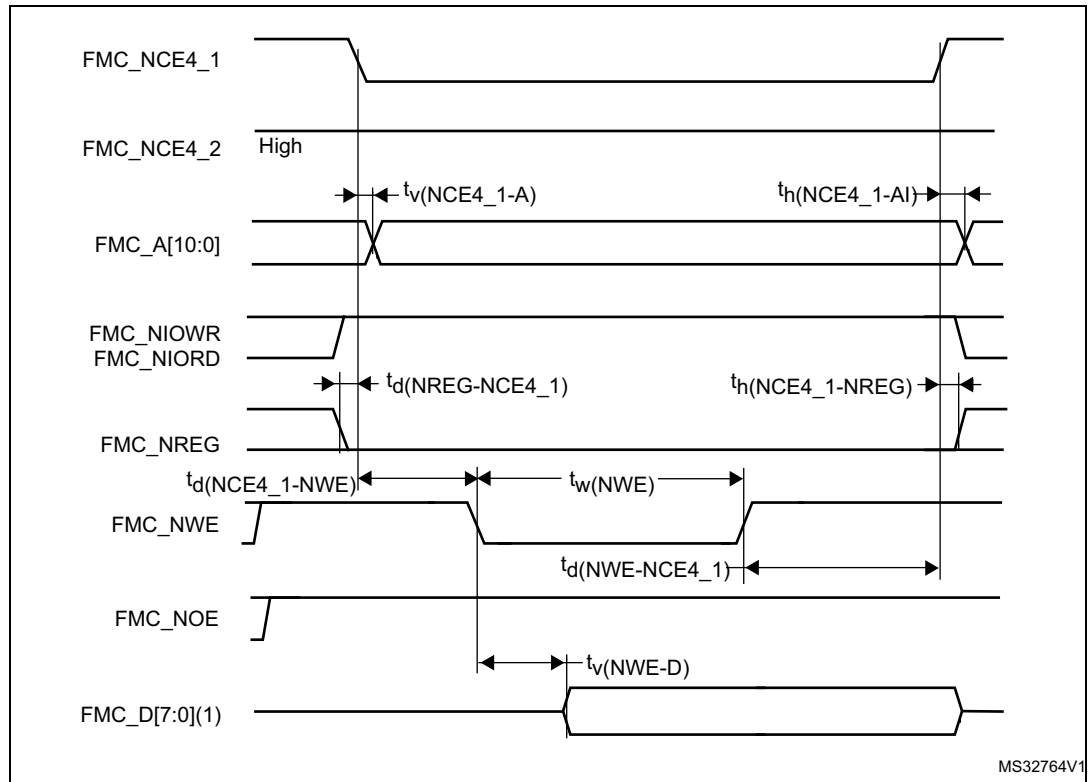 FMC_NCE4_1
FMC_NCE4_2
High
tv(NCE4_1-A)
th(NCE4_1-AI)
FMC_A[10:0]
FMC_NIOWR
FMC_NIORD
td(NREG-NCE4_1)
th(NCE4_1-NREG)
FMC_NREG
td(NCE4_1-NWE)
tw(NWE)
FMC_NWE
td(NWE-NCE4_1)
FMC_NOE
tv(NWE-D)
FMC_D[7:0](1)
MS32764V1